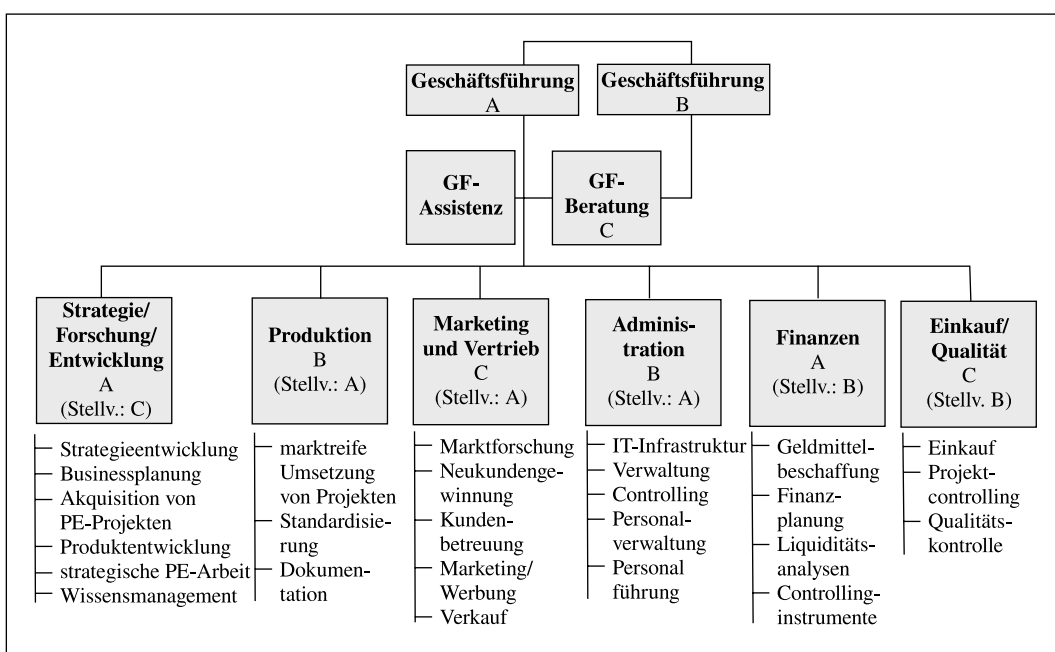 Geschäftsführung
A
Geschäftsführung
B
GF-
Assistenz
GF-
Beratung
C
Strategie/
Forschung/
Entwicklung
A
(Stellv.: C)
Strategieentwicklung
Businessplanung
Akquisition von
PE-Projekten
Produktentwicklung
strategische PE-Arbeit
Wissensmanagement
Produktion
B
(Stellv.: A)
marktreife
Umsetzung
von Projekten
Standardisie-
rung
Dokumen-
tation
Marketing
und Vertrieb
C
(Stellv.: A)
Marktforschung
Neukundenge-
winnung
Kunden-
betreuung
Marketing/
Werbung
Verkauf
Adminis-
tration
B
(Stellv.: A)
IT-Infrastruktur
Verwaltung
Controlling
Personal-
verwaltung
Personal
führung
Finanzen
A
(Stellv.: B)
Geldmittel-
beschaffung
Finanz-
planung
Liquiditäts-
analysen
Controlling-
instrumente
Einkauf/
Qualität
C
(Stellv. B)
Einkauf
Projekt-
controlling
Qualitäts-
kontrolle